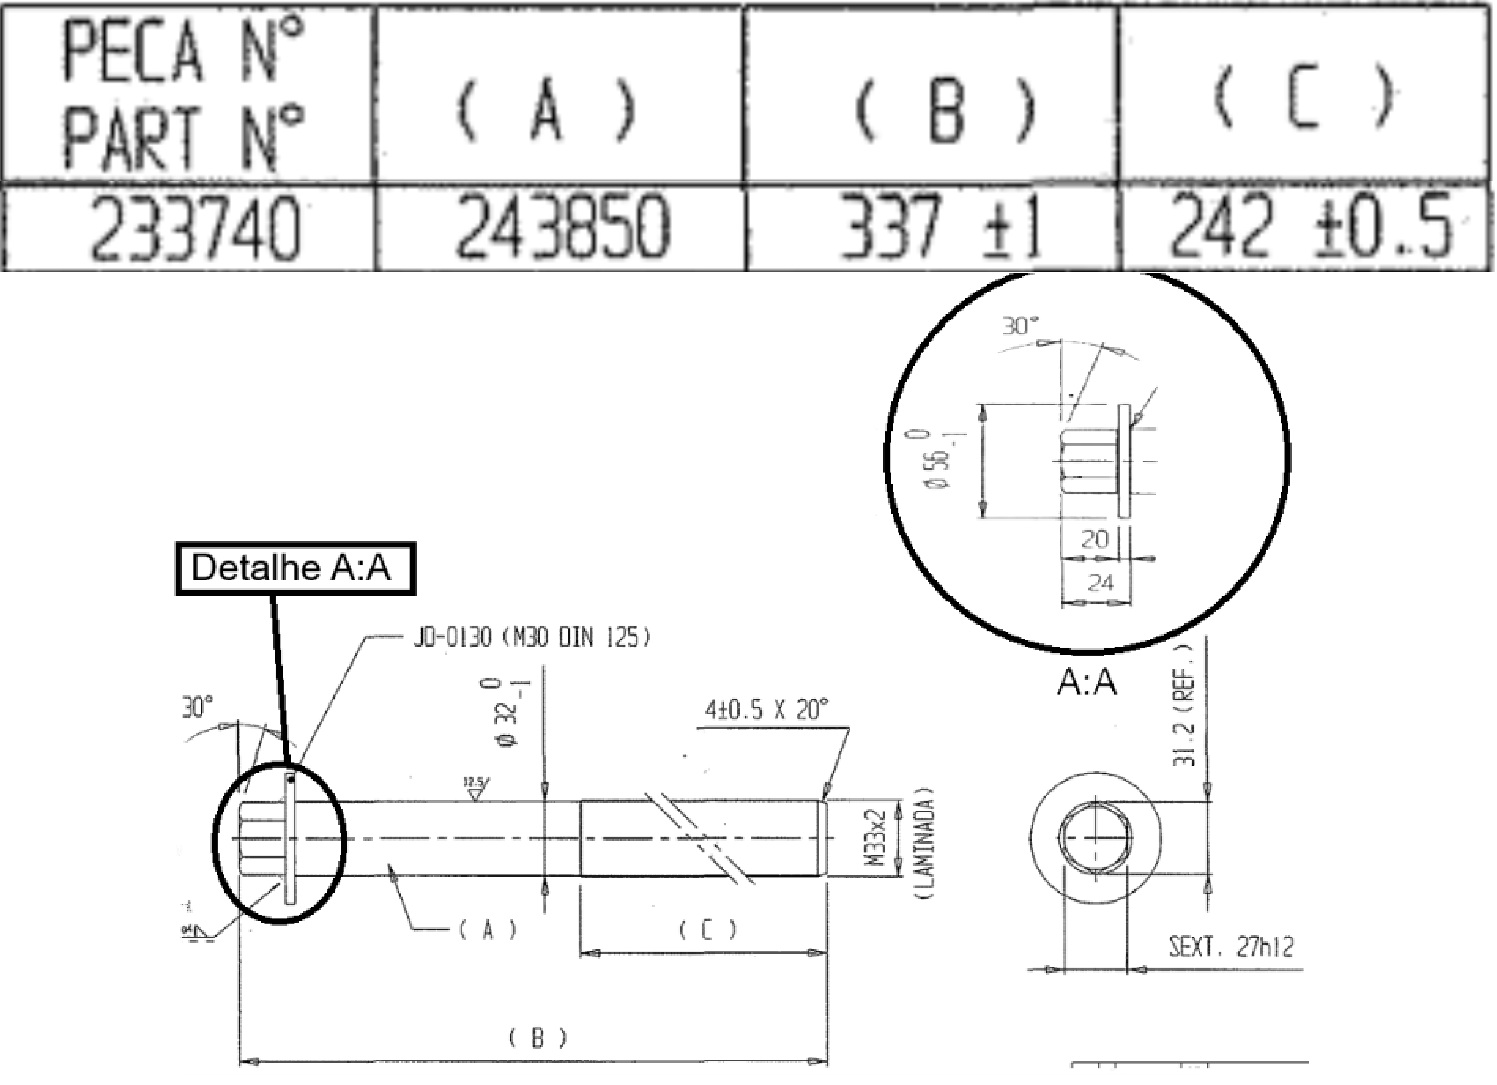 PECA N°
PART N°
( A )
( B )
( C )
233740
243850
337 ±1
242 ±0.5
30°
Ø 56 0 -1
20
24
A:A
Detalhe A:A
JD-0130 (M30 DIN 125)
30°
Ø 32 0 -1
4±0.5 X 20°
12.5/
M33x2
(LAMINADA)
31.2 (REF.)
( A )
( C )
SEXT. 27h12
( B )